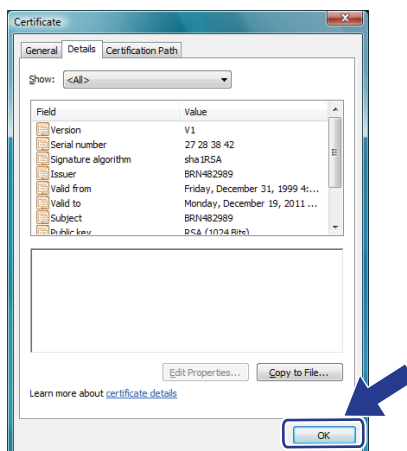 Certificate
General Details Certification Path
Show: <All>
Field Value
Version V1
Serial number 27 28 38 42
Signature algorithm sha1RSA
Issuer BRN482989
Valid from Friday, December 31, 1999 4:...
Valid to Monday, December 19, 2011 ...
Subject BRN482989
Public key RSA (1024 Bits)
Edit Properties... Copy to File...
Learn more about certificate details
OK